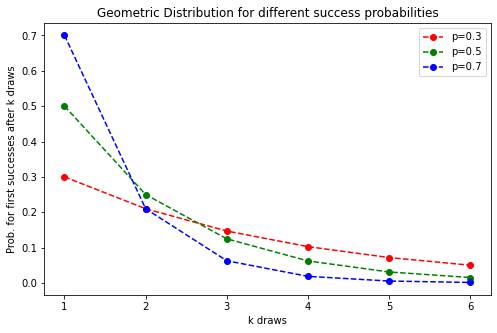 Geometric Distribution for different success probabilities
Prob. for first successes after k draws
0.7
0.6
0.5
0.4
0.3
0.2
0.1
0.0
p=0.3
p=0.5
p=0.7
1 2 3 4 5 6
k draws